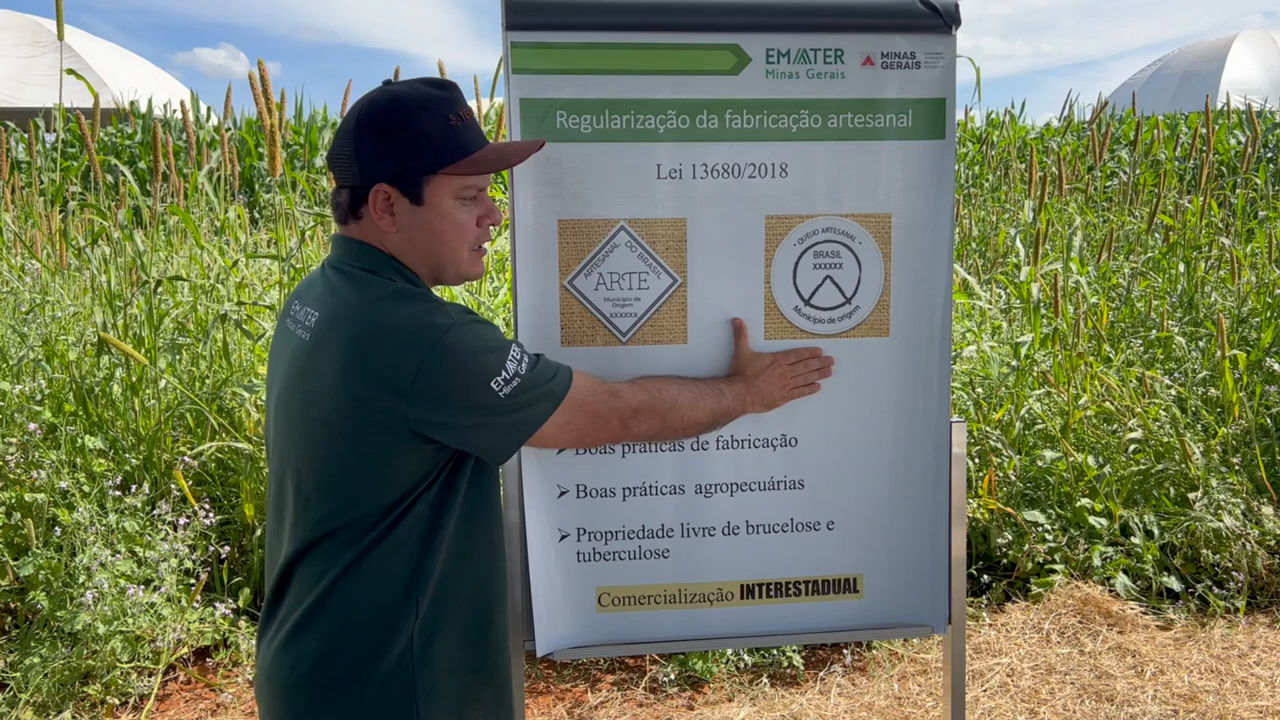 EMATER
Minas Gerais
MINAS
GERAIS
Regularização da fabricação artesanal
Lei 13680/2018
ARTESANAL DO BRASIL
ARTE
Município de
Origem
XXXXXX
• QUEIJO ARTESANAL •
BRASIL
XXXXXX
Município de origem
➢ Boas práticas de fabricação
➢ Boas práticas agropecuárias
➢ Propriedade livre de brucelose e
tuberculose
Comercialização INTERESTADUAL
EMATER
Minas Gerais
EMATER
Minas Gerais